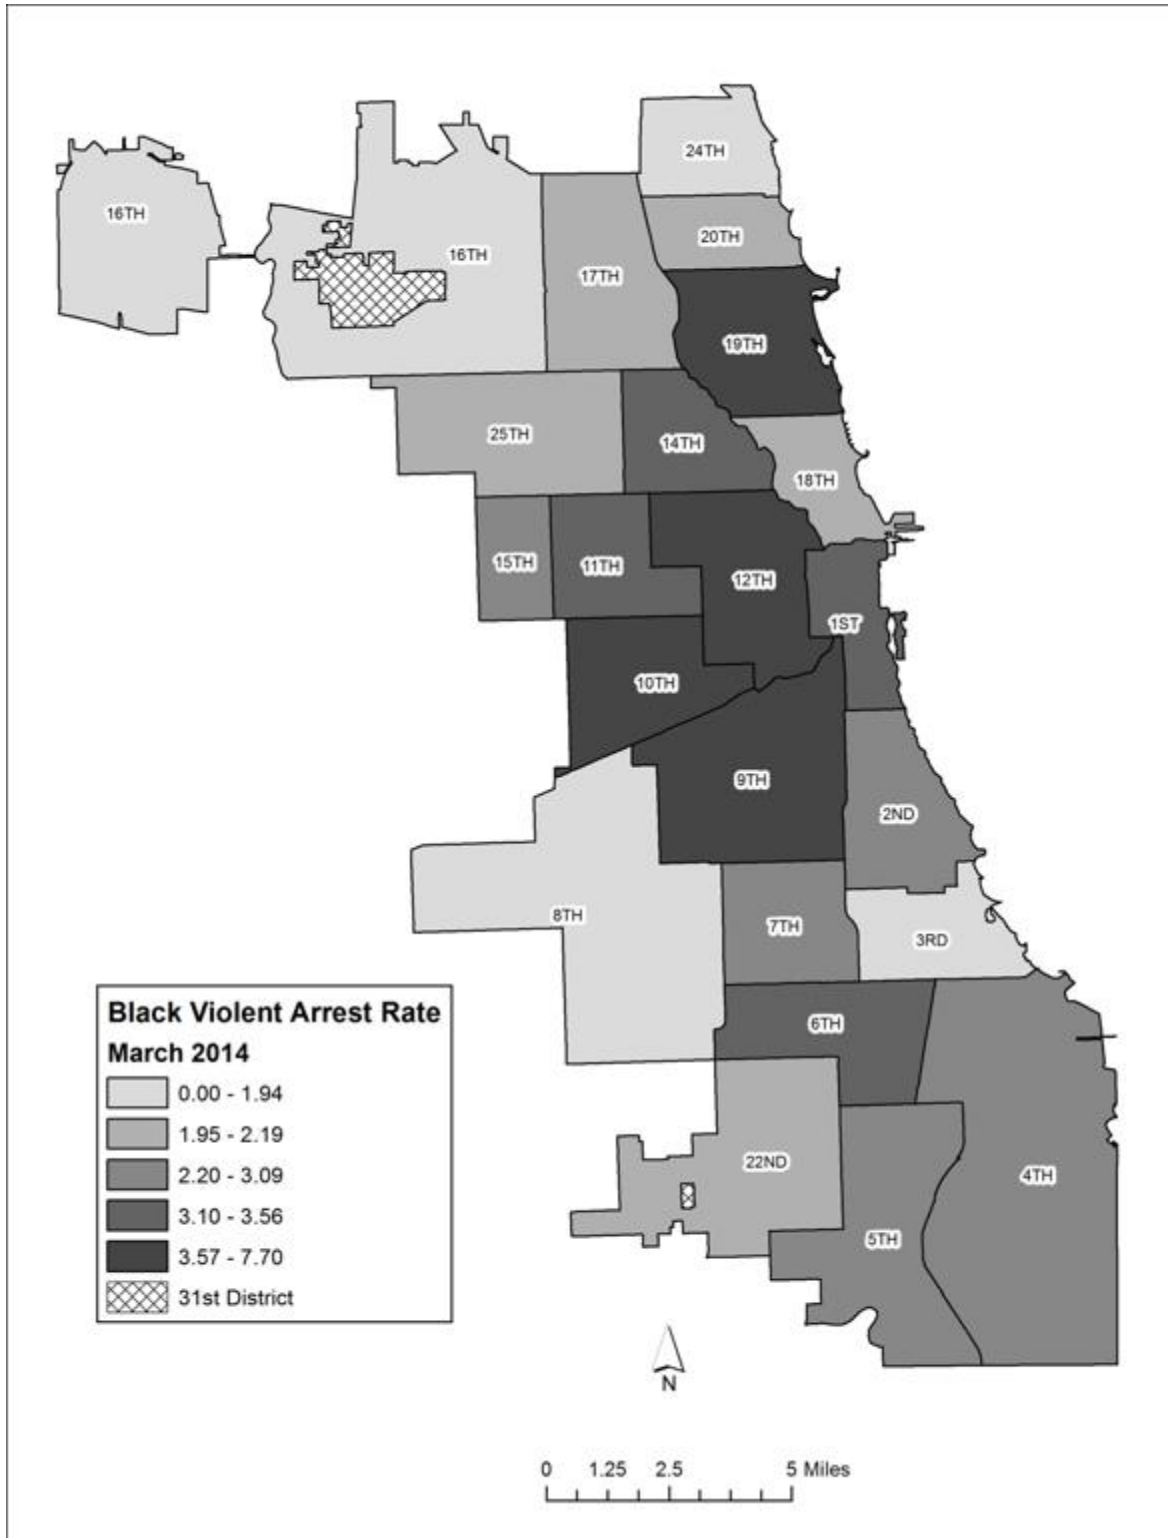 24TH
16TH
20TH
16TH
17TH
19TH
25TH
14TH
18TH
15TH
11TH
12TH
1ST
10TH
9TH
2ND
8TH
7TH
3RD
6TH
22ND
4TH
5TH
Black Violent Arrest Rate
March 2014
0.00 - 1.94
1.95 - 2.19
2.20 - 3.09
3.10 - 3.56
3.57 - 7.70
31st District
N
0 1.25 2.5 5 Miles